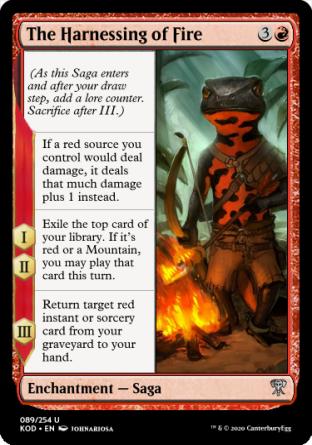 The Harnessing of Fire 3
(As this Saga enters
and after your draw
step, add a lore counter.
Sacrifice after III.)
If a red source you
control would deal
damage, it deals
that much damage
plus 1 instead.
I
II
Exile the top card of
your library. If it's
red or a Mountain,
you may play that
card this turn.
III
Return target red
instant or sorcery
card from your
graveyard to your
hand.
Enchantment — Saga
089/254 U
KOD • EN JOHNARIOSA
™ & © 2020 CanterburyEgg